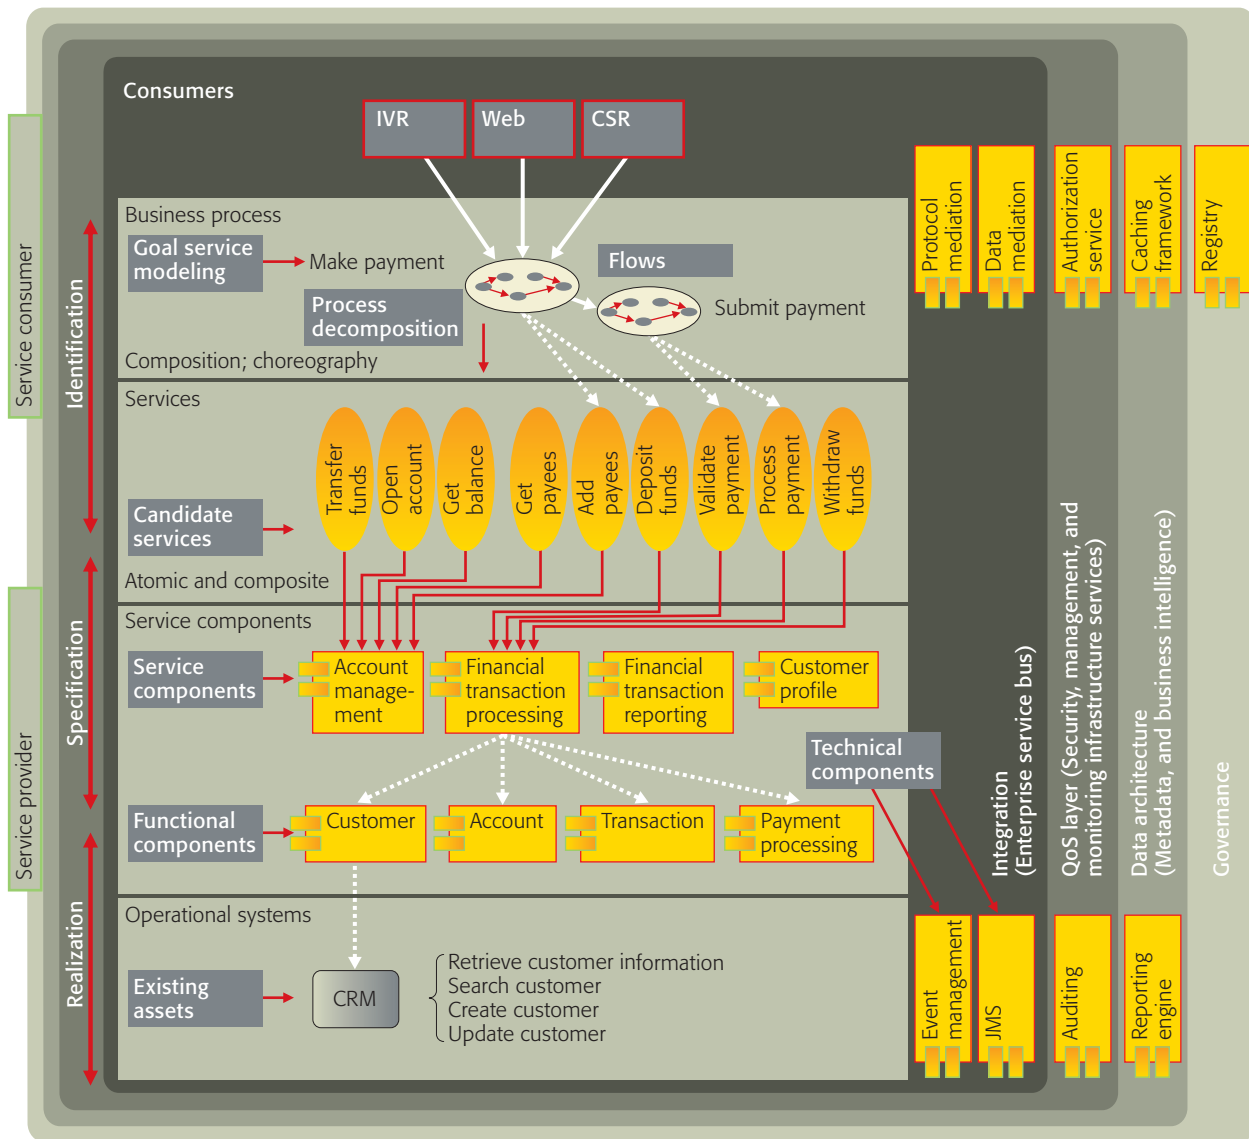 Consumers
IVR
Web
CSR
Business process
Goal service
modeling
Make payment
Flows
Process
decomposition
Submit payment
Composition; choreography
Services
Transfer
funds
Open
account
Get
balance
Get
payees
Add
payees
Deposit
funds
Validate
payment
Process
payment
Withdraw
funds
Candidate
services
Atomic and composite
Service components
Service
components
Account
manage-
ment
Financial
transaction
processing
Financial
transaction
reporting
Customer
profile
Technical
components
Functional
components
Customer
Account
Transaction
Payment
processing
Operational systems
Existing
assets
CRM
Retrieve customer information
Search customer
Create customer
Update customer
Service consumer
Service provider
Identification
Specification
Realization
Protocol
mediation
Data
mediation
Authorization
service
Caching
framework
Registry
Integration
(Enterprise service bus)
QoS layer (Security, management, and
monitoring infrastructure services)
Data architecture
(Metadata, and business intelligence)
Governance
Event
management
JMS
Auditing
Reporting
engine